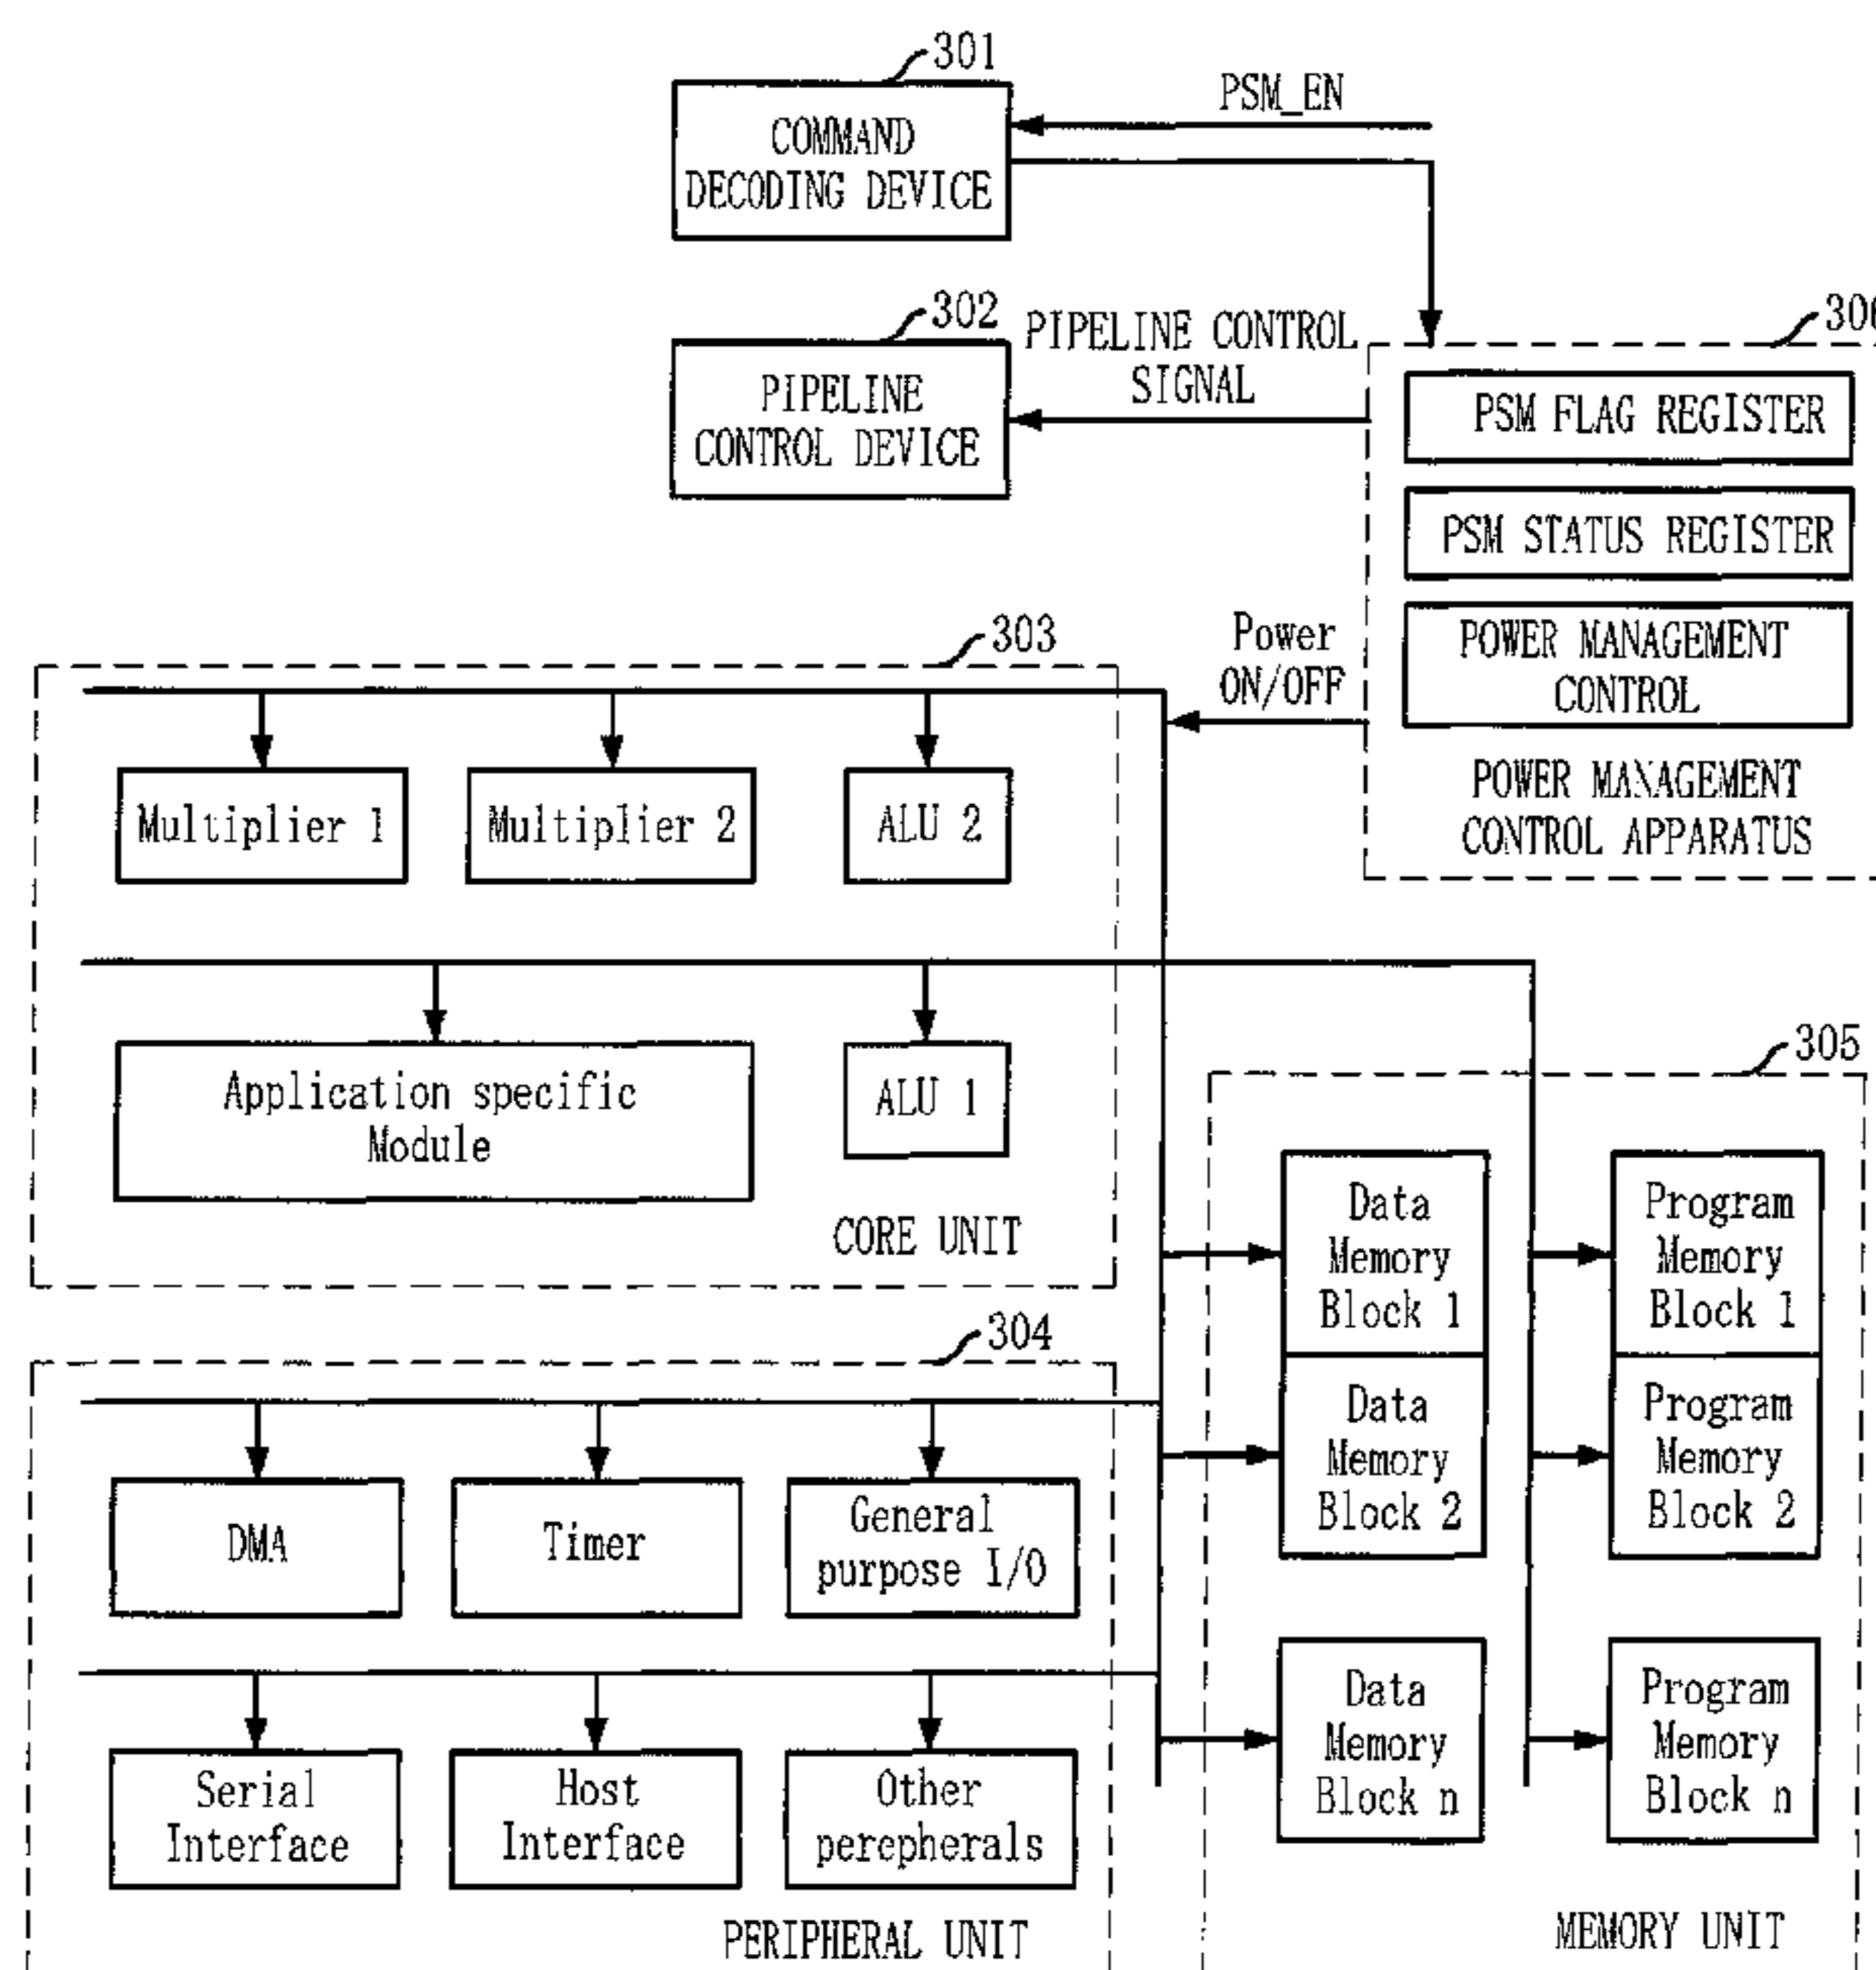 301
PSM_EN
COMMAND
DECODING DEVICE
302
PIPELINE CONTROL
SIGNAL
PIPELINE
CONTROL DEVICE
PSM FLAG REGISTER
PSM STATUS REGISTER
POWER MANAGEMENT
CONTROL
POWER MANAGEMENT
CONTROL APPARATUS
Power
ON/OFF
303
Multiplier 1
Multiplier 2
ALU 2
Application specific
Module
ALU 1
CORE UNIT
305
Data
Memory
Block 1
Program
Memory
Block 1
Data
Memory
Block 2
Program
Memory
Block 2
Data
Memory
Block n
Program
Memory
Block n
MEMORY UNIT
304
DMA
Timer
General
purpose I/O
Serial
Interface
Host
Interface
Other
perepherals
PERIPHERAL UNIT